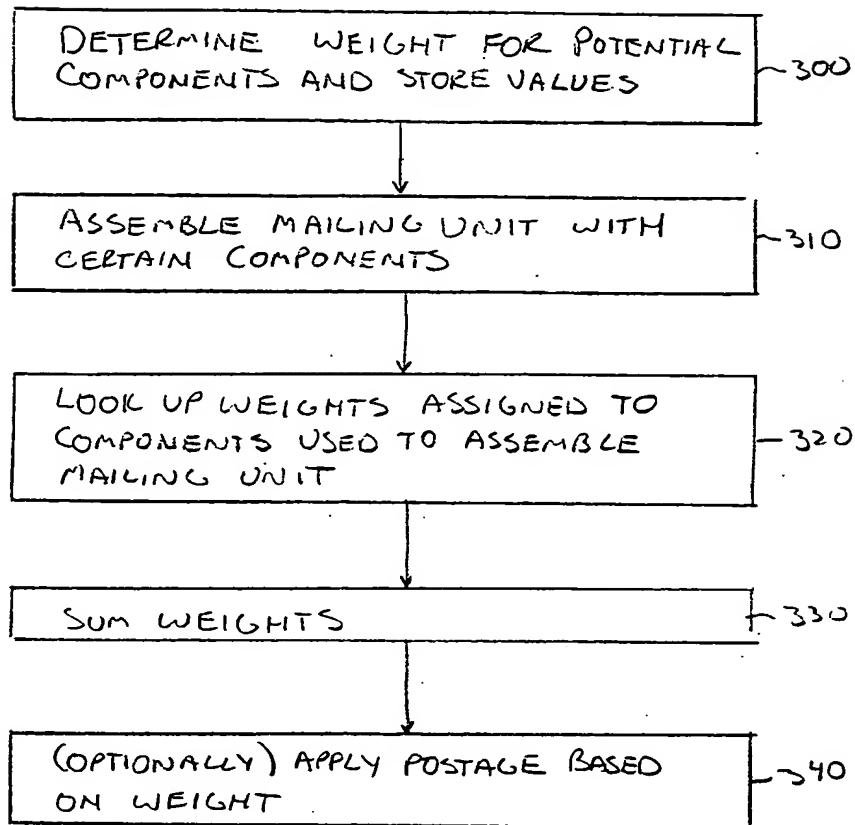 DETERMINE WEIGHT FOR POTENTIAL
COMPONENTS AND STORE VALUES
300
ASSEMBLE MAILING UNIT WITH
CERTAIN COMPONENTS
310
LOOK UP WEIGHTS ASSIGNED TO
COMPONENTS USED TO ASSEMBLE
MAILING UNIT
320
SUM WEIGHTS
330
(OPTIONALLY) APPLY POSTAGE BASED
ON WEIGHT
340